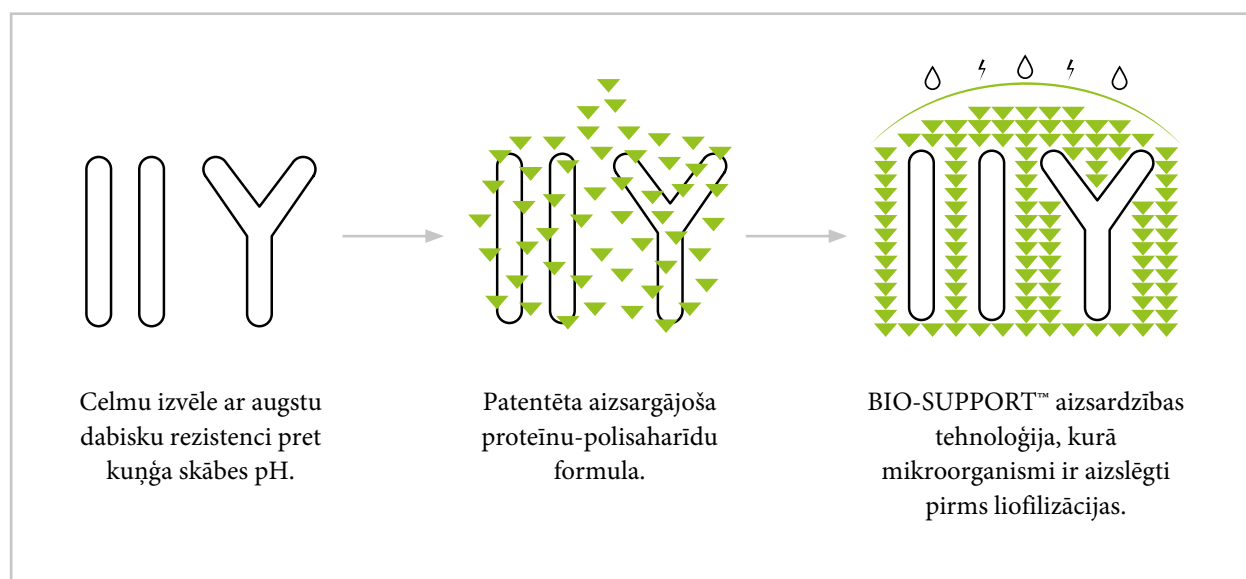 Celmu izvēle ar augstu
dabisku rezistenci pret
kuņģa skābes pH.
Patentēta aizsargājoša
proteīnu-polisaharīdu
formula.
BIO-SUPPORT™ aizsardzības
tehnoloģija, kurā
mikroorganismi ir aizslēgti
pirms liofilizācijas.